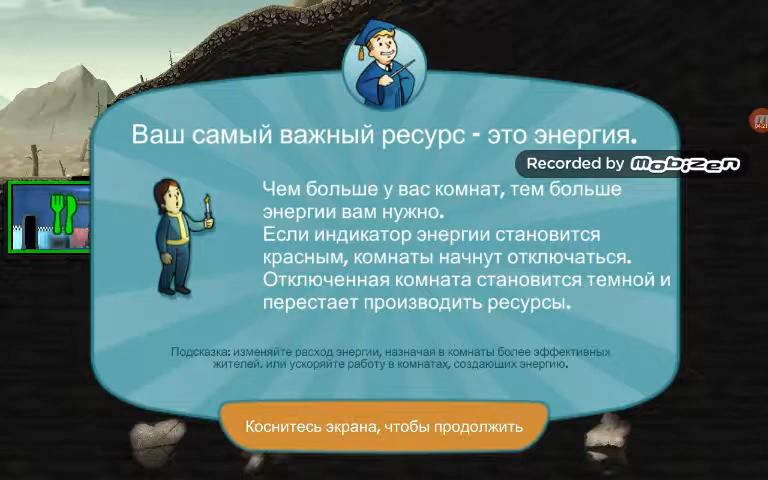 Ваш самый важный ресурс - это энергия.
Recorded by mobizen
Чем больше у вас комнат, тем больше
энергии вам нужно.
Если индикатор энергии становится
красным, комнаты начнут отключаться.
Отключенная комната становится темной и
перестает производить ресурсы.
Подсказка: изменяйте расход энергии, назначая в комнаты более эффективных
жителей. или ускоряйте работу в комнатах, создающих энергию.
Коснитесь экрана, чтобы продолжить